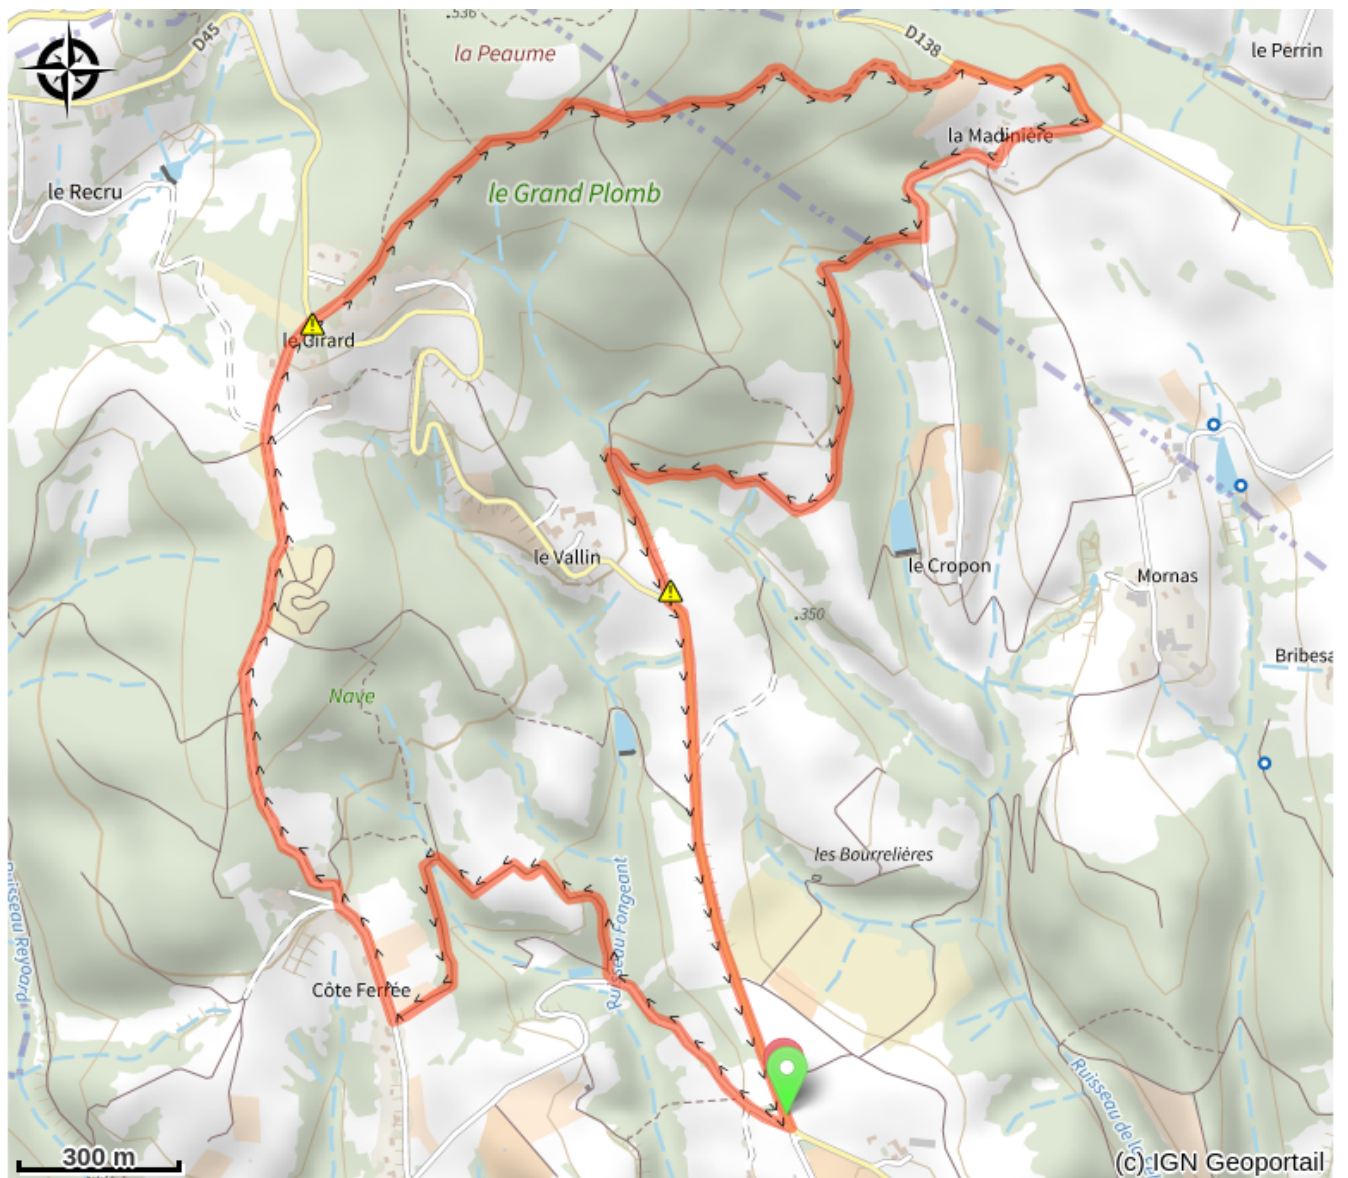 .536
D45
la Peaume
D138
le Perrin
la Madinière
le Recru
le Grand Plomb
le Girard
le Vallin
le Cropon
Mornas
.350
Bribesa
Nave
les Bourrelières
Ruisseau Fongeant
Ruisseau Reyoard
Côte Ferrée
Ruisseau de
300 m
(c) IGN Geoportail